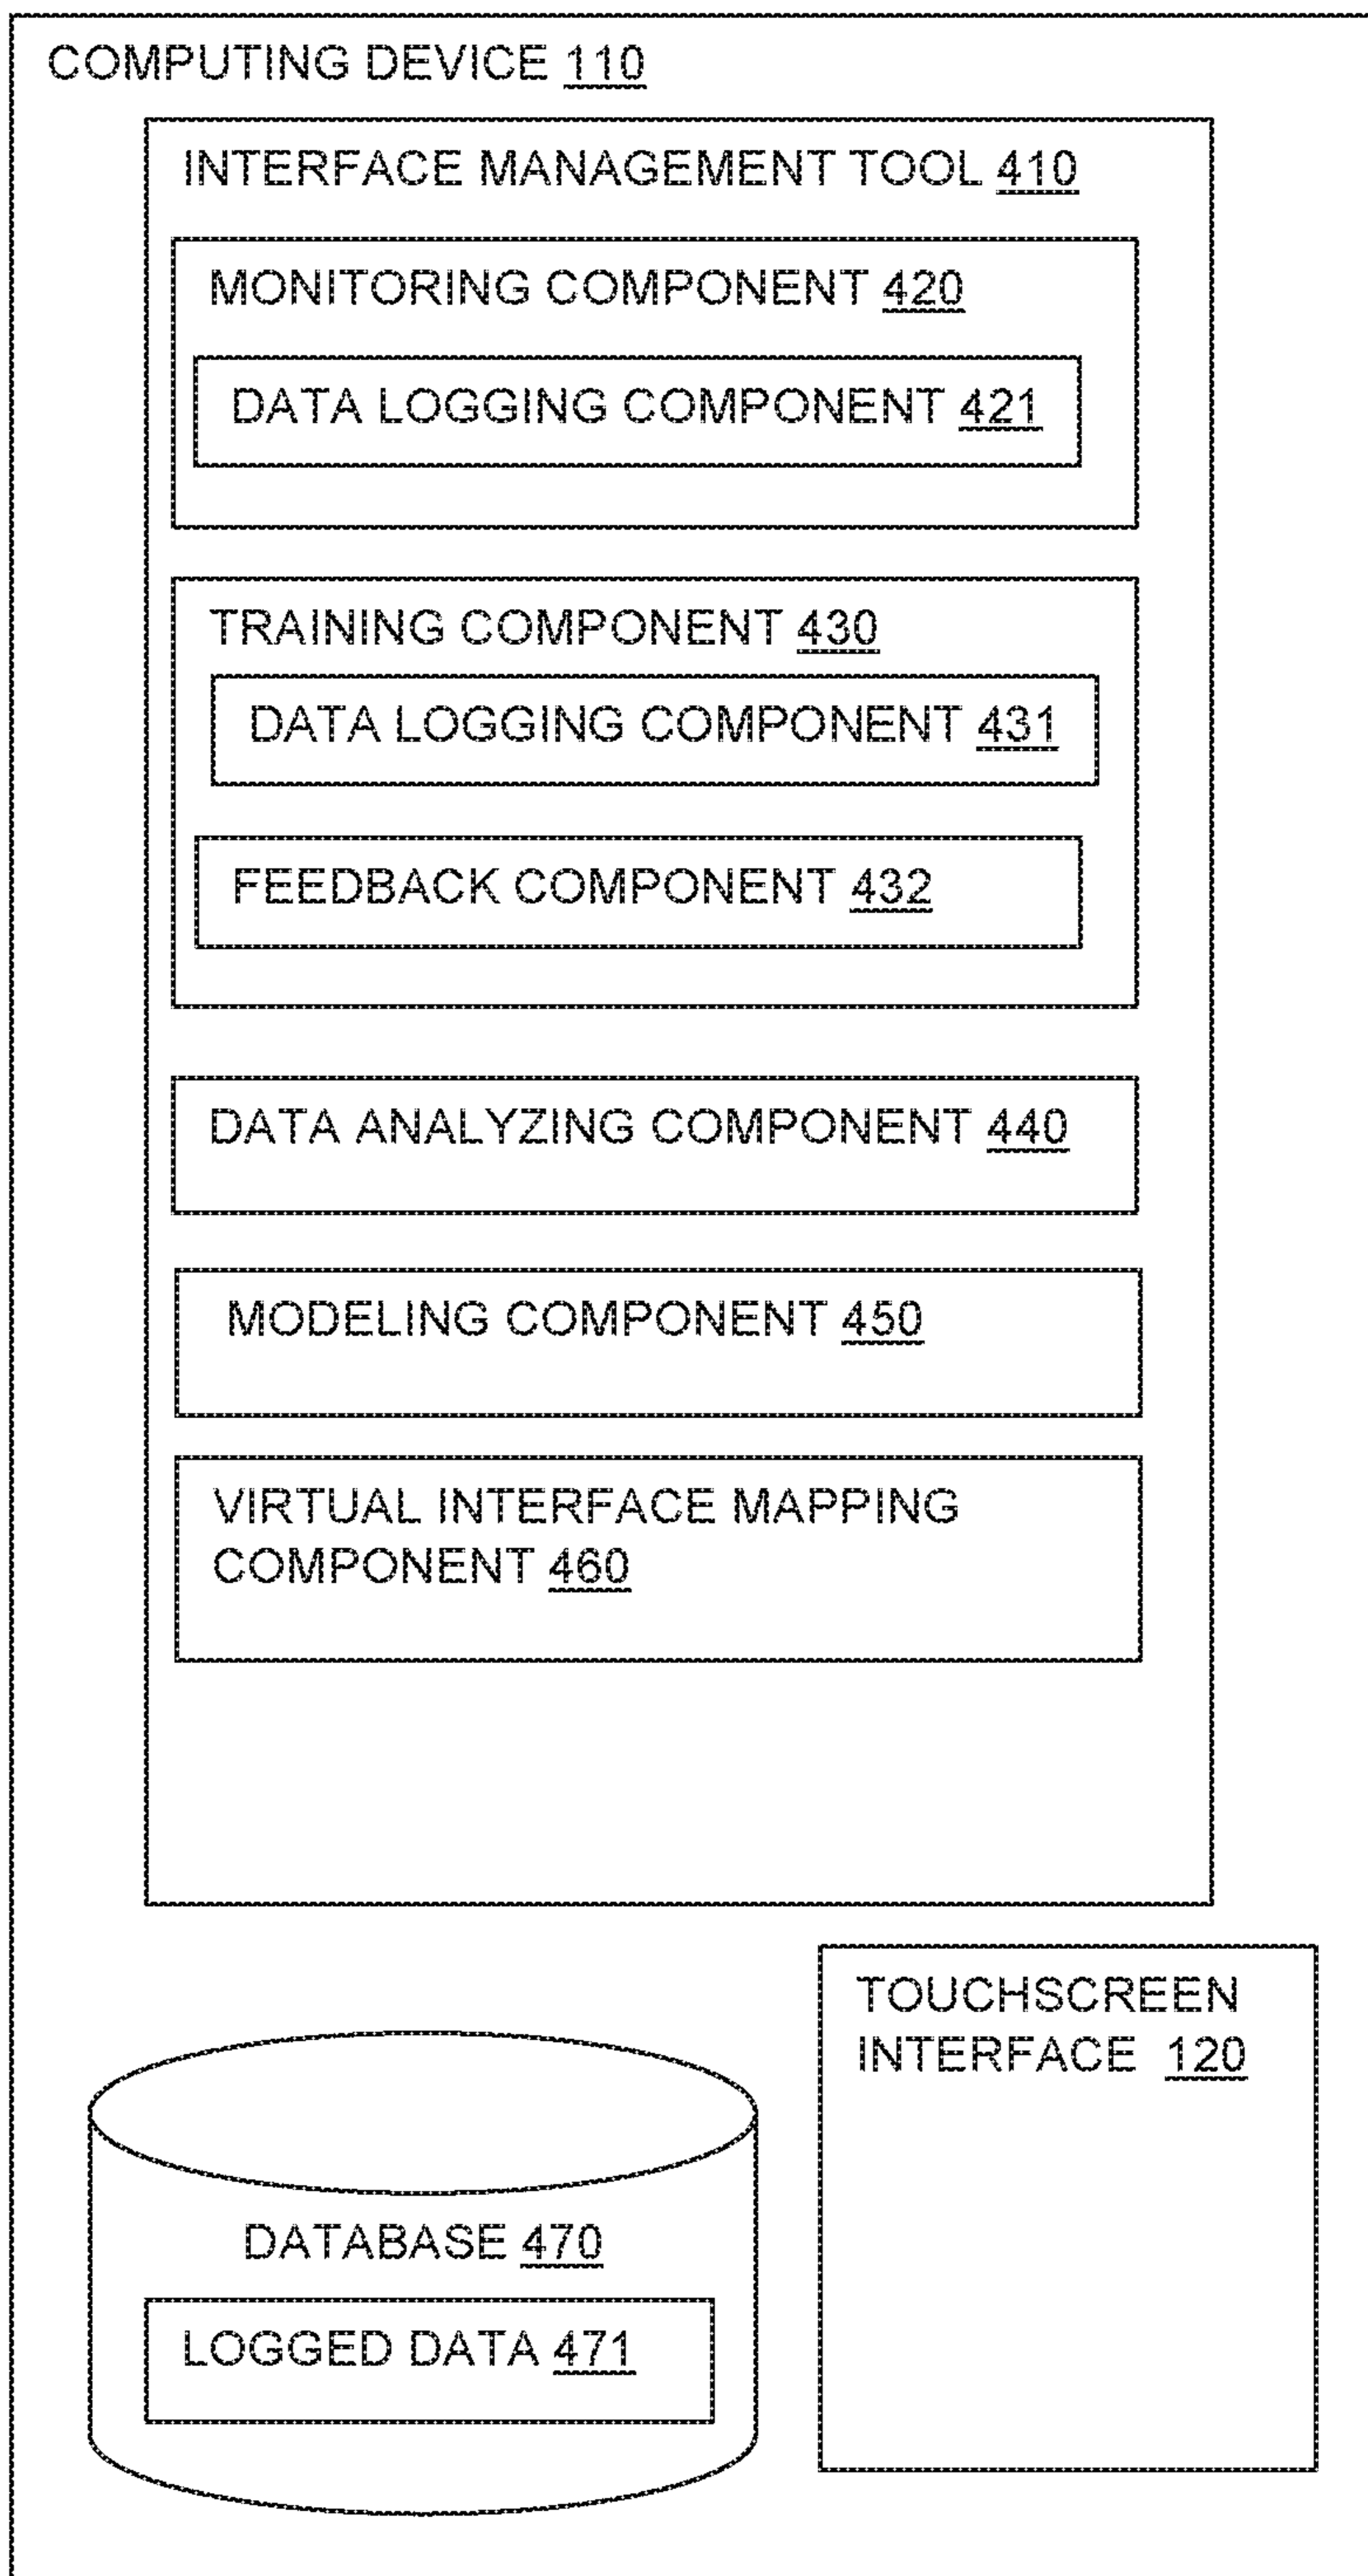 COMPUTING DEVICE 110
INTERFACE MANAGEMENT TOOL 410
MONITORING COMPONENT 420
DATA LOGGING COMPONENT 421
TRAINING COMPONENT 430
DATA LOGGING COMPONENT 431
FEEDBACK COMPONENT 432
DATA ANALYZING COMPONENT 440
MODELING COMPONENT 450
VIRTUAL INTERFACE MAPPING
COMPONENT 460
TOUCHSCREEN
INTERFACE 120
DATABASE 470
LOGGED DATA 471